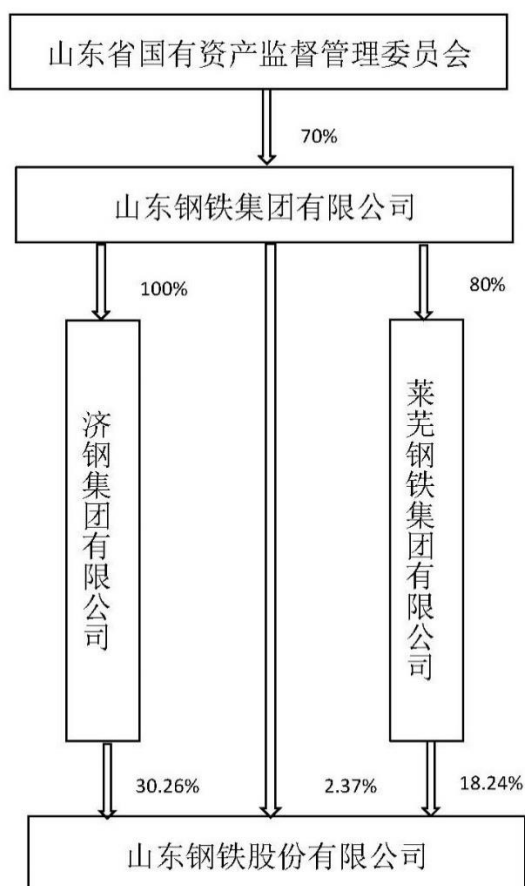 山东省国有资产监督管理委员会
70%
山东钢铁集团有限公司
100%
80%
济钢集团有限公司
莱芜钢铁集团有限公司
30.26%
2.37%
18.24%
山东钢铁股份有限公司